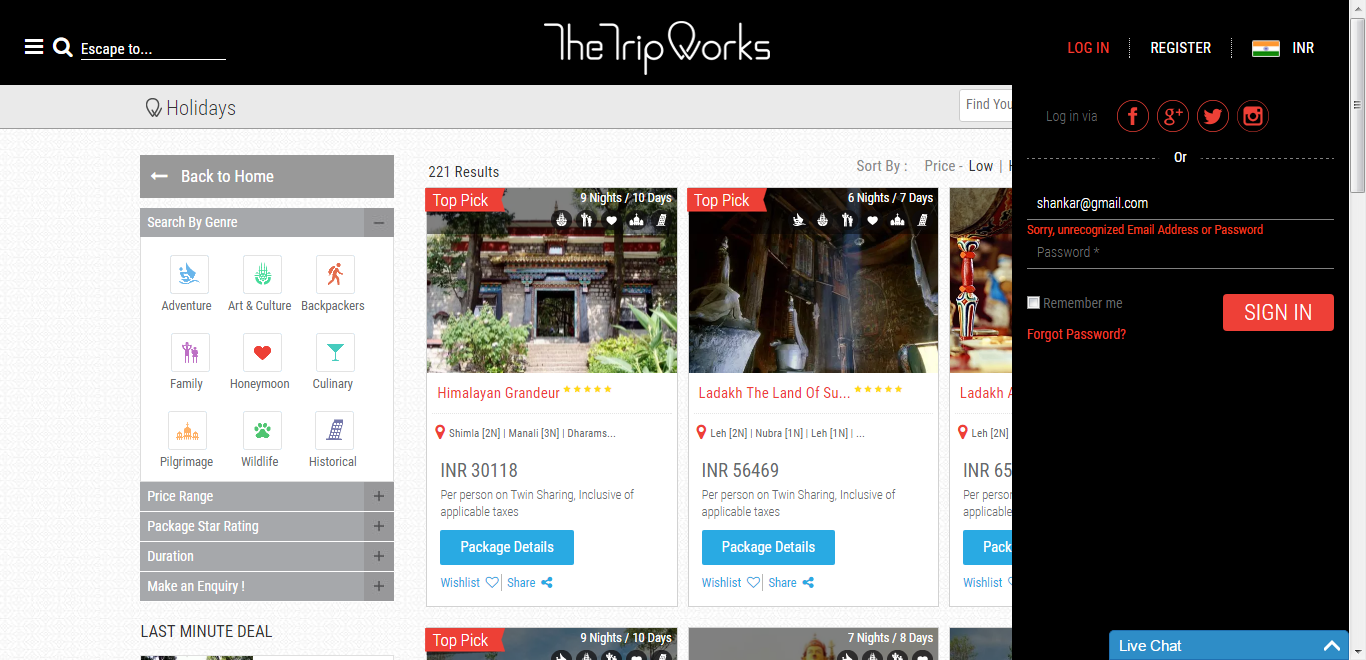 Escape to...
The Trip Works
LOG IN
REGISTER
INR
Holidays
Find You
Log in via
Or
shankar@gmail.com
Sorry, unrecognized Email Address or Password
Password *
Remember me
SIGN IN
Forgot Password?
Back to Home
Search By Genre
Adventure
Art & Culture
Backpackers
Family
Honeymoon
Culinary
Pilgrimage
Wildlife
Historical
Price Range
Package Star Rating
Duration
Make an Enquiry !
LAST MINUTE DEAL
221 Results
Sort By :
Price - Low |
Top Pick
9 Nights / 10 Days
Himalayan Grandeur
Shimla [2N] | Manali [3N] | Dharams...
INR 30118
Per person on Twin Sharing, Inclusive of
applicable taxes
Package Details
Wishlist
Share
Top Pick
6 Nights / 7 Days
Ladakh The Land Of Su...
Leh [2N] | Nubra [1N] | Leh [1N] | ...
INR 56469
Per person on Twin Sharing, Inclusive of
applicable taxes
Package Details
Wishlist
Share
Ladakh A
Leh [2N]
INR 65
Per perso
applicable
Pack
Wishlist
Top Pick
9 Nights / 10 Days
7 Nights / 8 Days
Live Chat